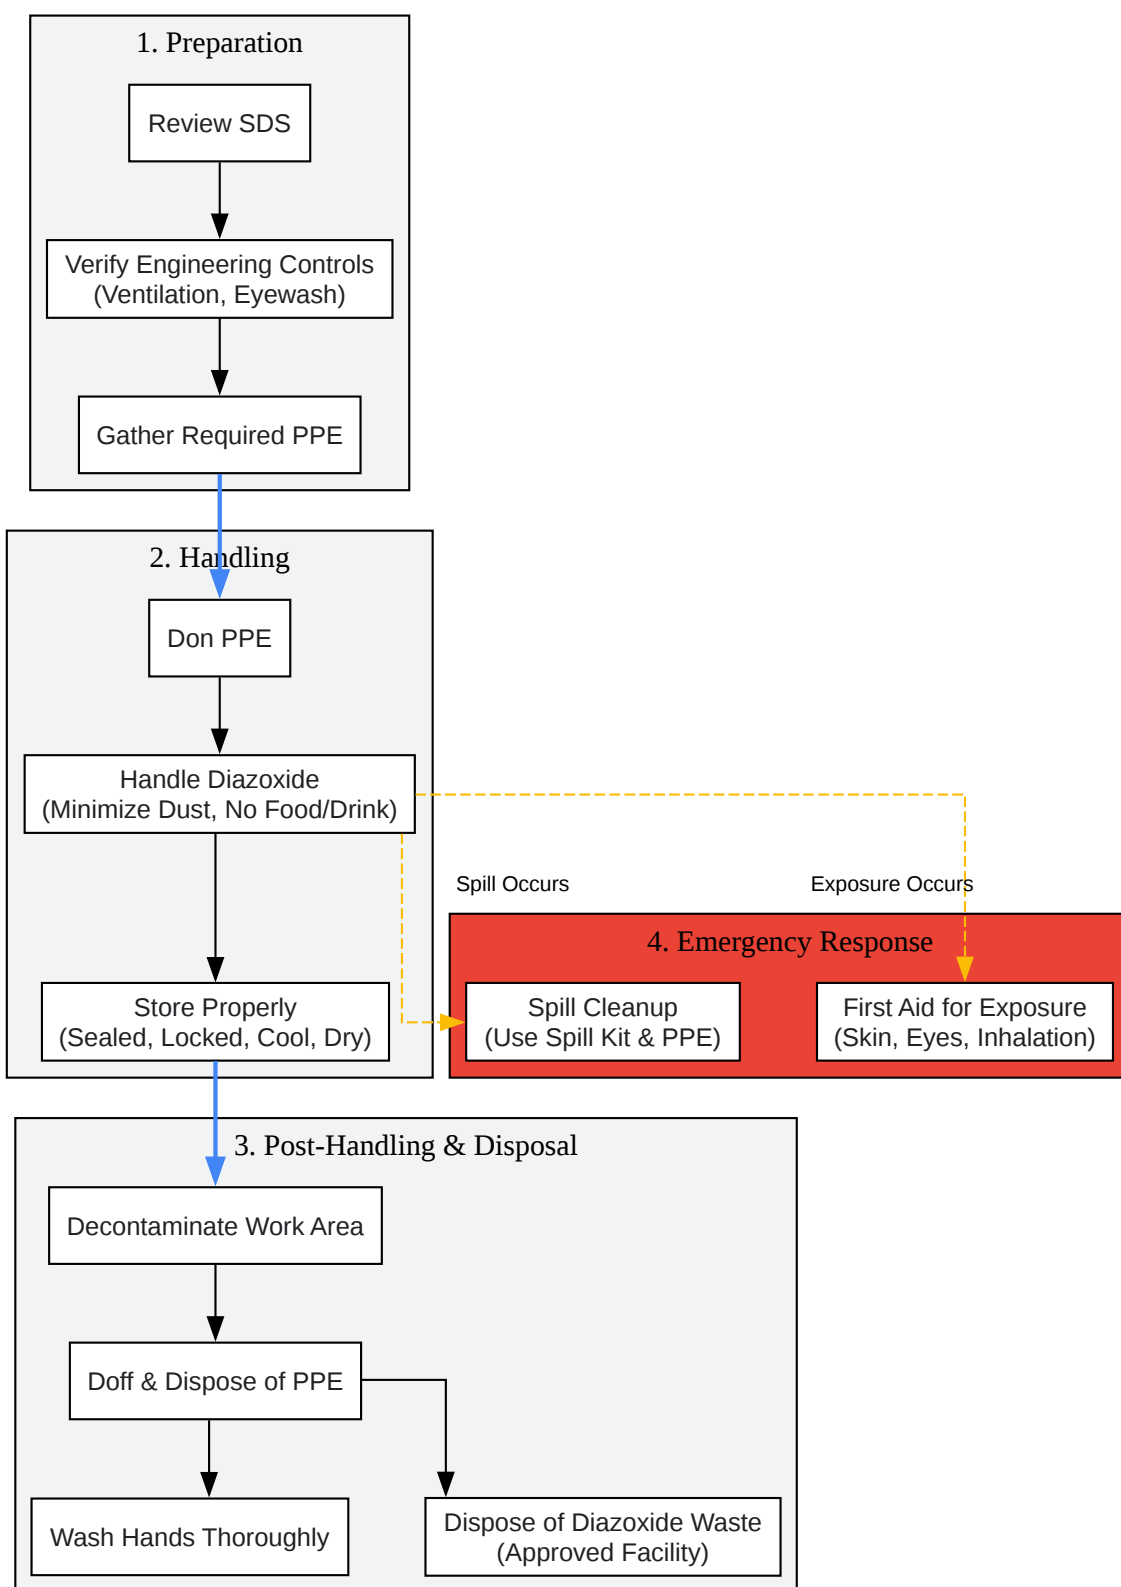 1. Preparation
Review SDS
Verify Engineering Controls
(Ventilation, Eyewash)
Gather Required PPE
2. Handling
Don PPE
Handle Diazoxide
(Minimize Dust, No Food/Drink)
Spill Occurs
Exposure Occurs
4. Emergency Response
Store Properly
(Sealed, Locked, Cool, Dry)
Spill Cleanup
(Use Spill Kit & PPE)
First Aid for Exposure
(Skin, Eyes, Inhalation)
3. Post-Handling & Disposal
Decontaminate Work Area
Doff & Dispose of PPE
Wash Hands Thoroughly
Dispose of Diazoxide Waste
(Approved Facility)